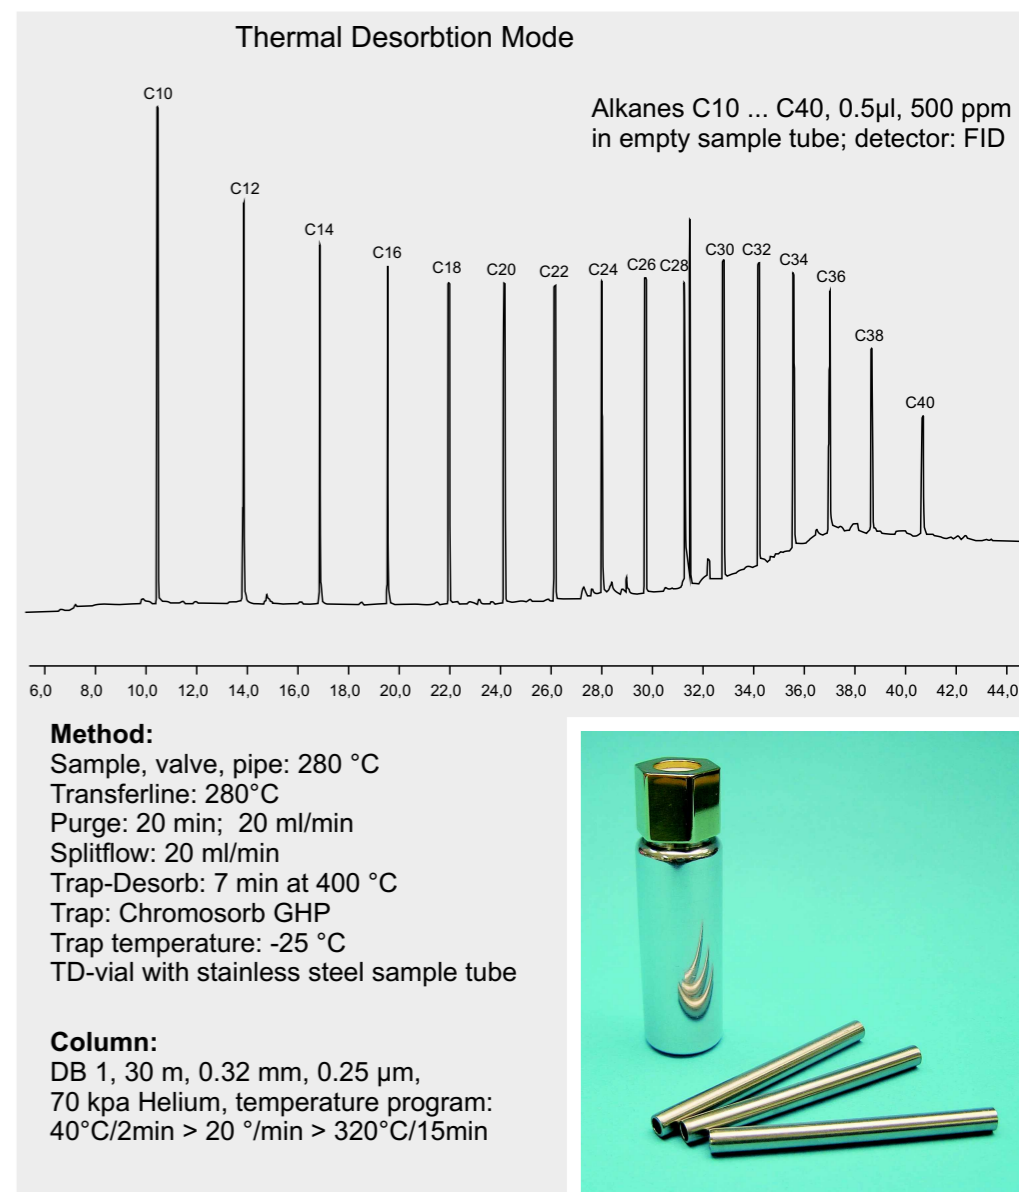 Thermal Desorbtion Mode
C10
Alkanes C10 ... C40, 0.5µl, 500 ppm
in empty sample tube; detector: FID
C12
C14
C16
C18
C20
C22
C24
C26
C28
C30
C32
C34
C36
C38
C40
6,0 8,0 10,0 12,0 14,0 16,0 18,0 20,0 22,0 24,0 26,0 28,0 30,0 32,0 34,0 36,0 38,0 40,0 42,0 44,0
Method:
Sample, valve, pipe: 280 °C
Transferline: 280°C
Purge: 20 min; 20 ml/min
Splitflow: 20 ml/min
Trap-Desorb: 7 min at 400 °C
Trap: Chromosorb GHP
Trap temperature: -25 °C
TD-vial with stainless steel sample tube
Column:
DB 1, 30 m, 0.32 mm, 0.25 µm,
70 kpa Helium, temperature program:
40°C/2min > 20 °/min > 320°C/15min